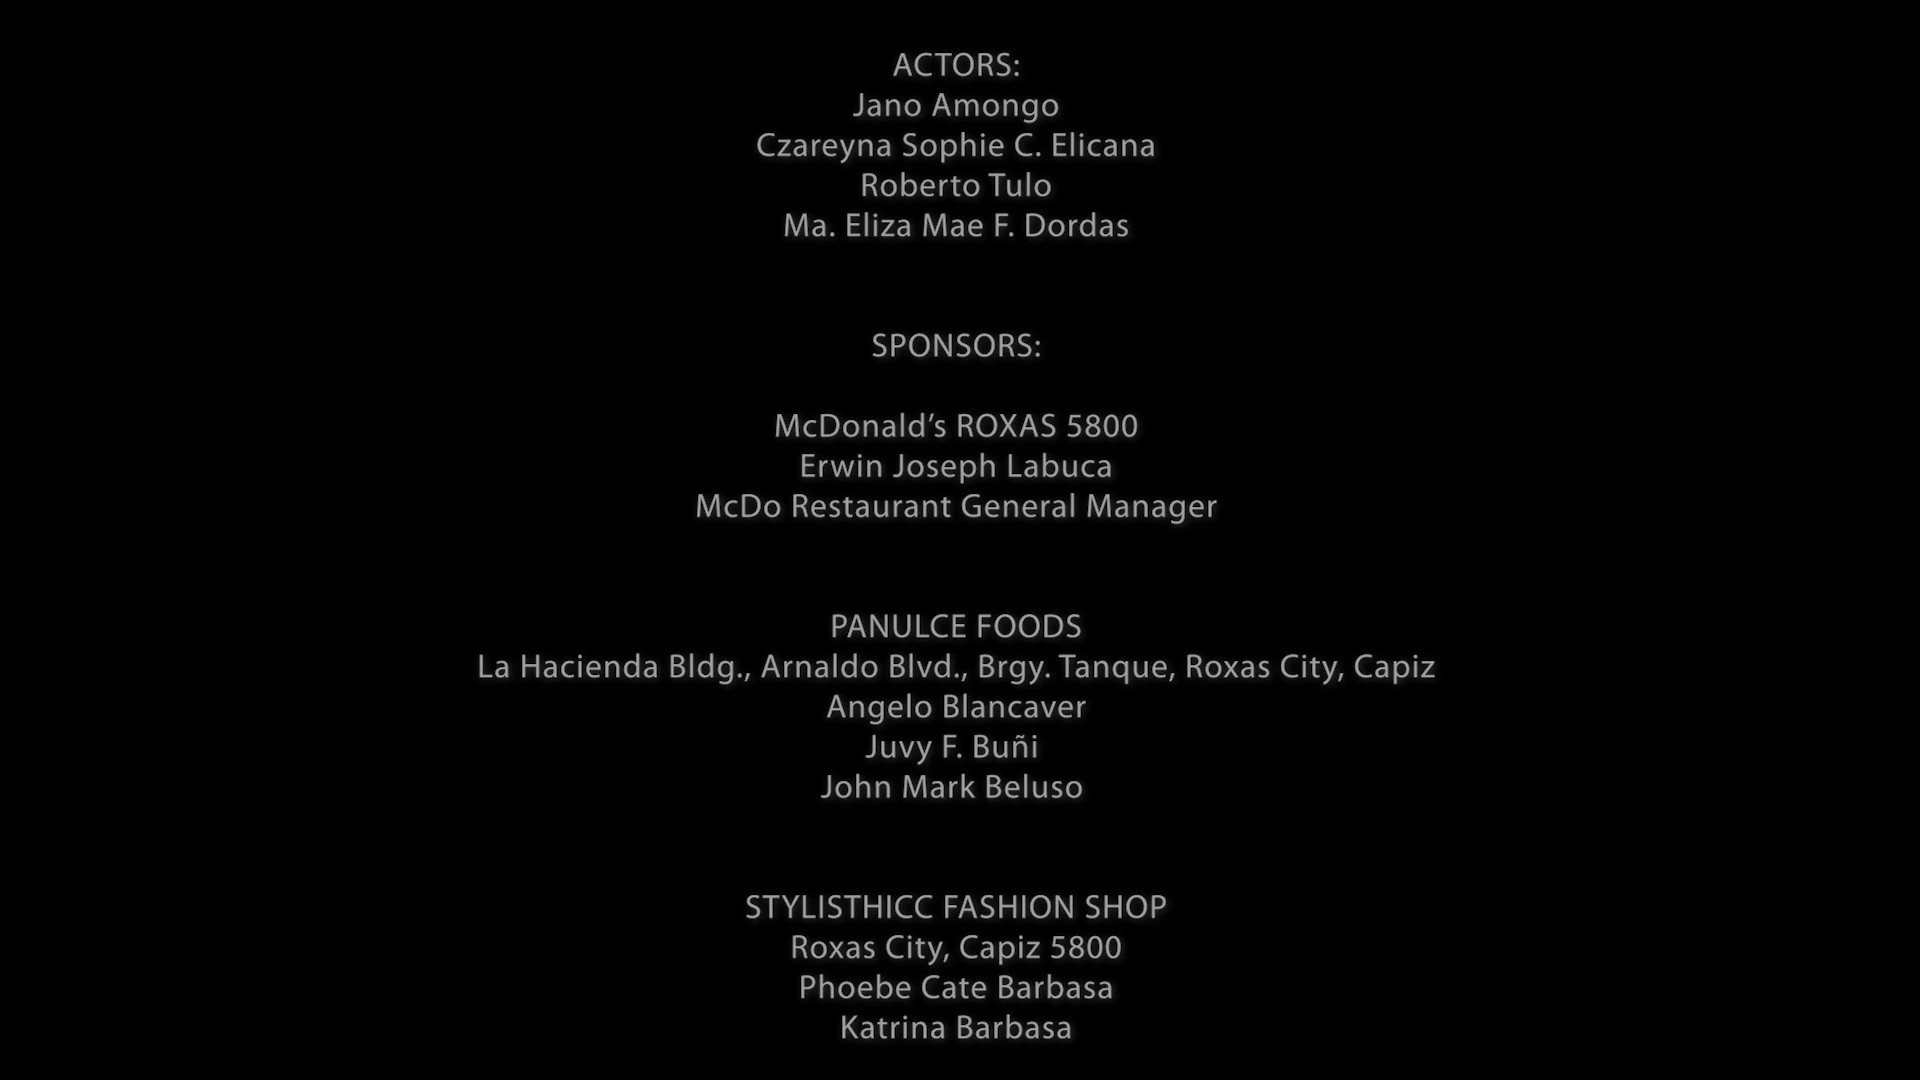 ACTORS:
Jano Amongo
Czareyna Sophie C. Elicana
Roberto Tulo
Ma. Eliza Mae F. Dordas
SPONSORS:
McDonald’s ROXAS 5800
Erwin Joseph Labuca
McDo Restaurant General Manager
PANULCE FOODS
La Hacienda Bldg., Arnaldo Blvd., Brgy. Tanque, Roxas City, Capiz
Angelo Blancaver
Juvy F. Buñi
John Mark Beluso
STYLISTHICC FASHION SHOP
Roxas City, Capiz 5800
Phoebe Cate Barbasa
Katrina Barbasa